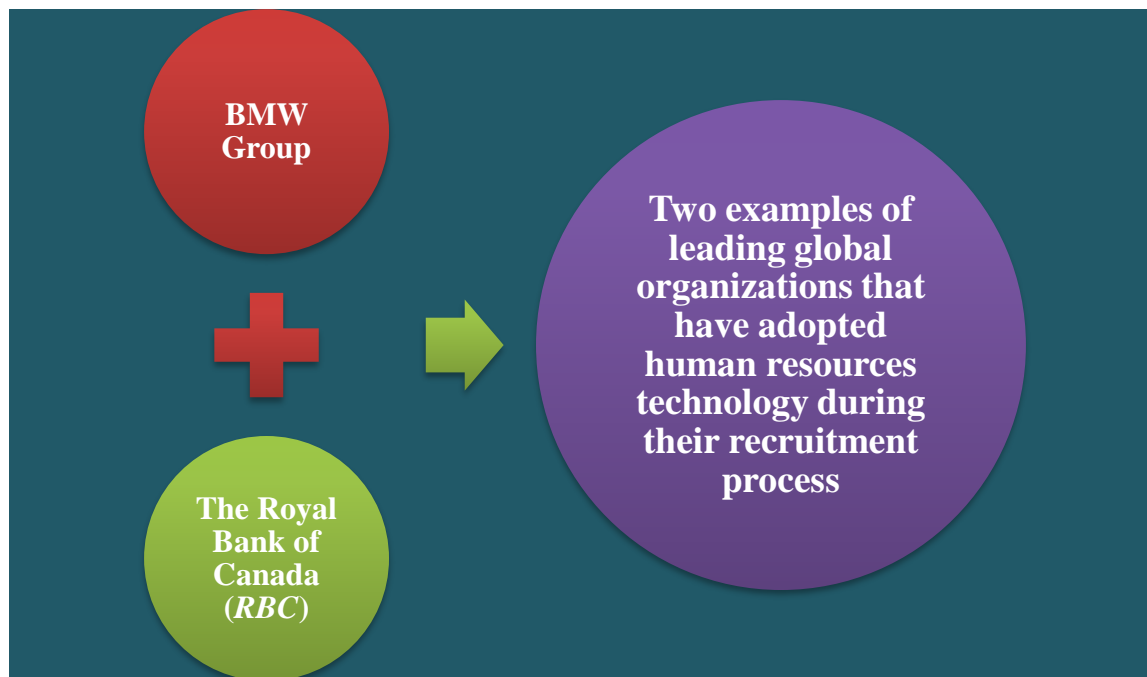 BMW
Group
The Royal
Bank of
Canada
(RBC)
Two examples of
leading global
organizations that
have adopted
human resources
technology during
their recruitment
process